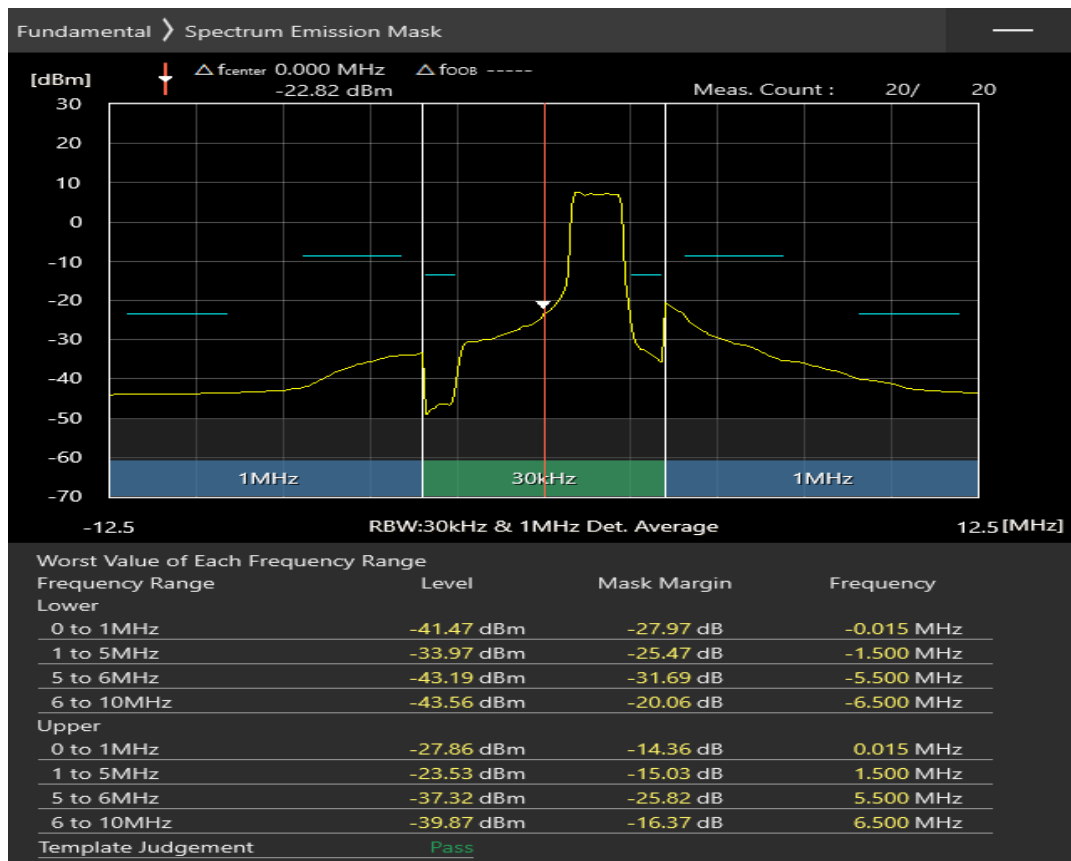 Fundamental ❯ Spectrum Emission Mask
[dBm] △ fcenter 0.000 MHz △ fOOB -----
-22.82 dBm Meas. Count : 20/ 20
30
20
10
0
-10
-20
-30
-40
-50
-60
-70
1MHz 30kHz 1MHz
-12.5 RBW:30kHz & 1MHz Det. Average 12.5 [MHz]
Worst Value of Each Frequency Range
Frequency Range Level Mask Margin Frequency
Lower
0 to 1MHz -41.47 dBm -27.97 dB -0.015 MHz
1 to 5MHz -33.97 dBm -25.47 dB -1.500 MHz
5 to 6MHz -43.19 dBm -31.69 dB -5.500 MHz
6 to 10MHz -43.56 dBm -20.06 dB -6.500 MHz
Upper
0 to 1MHz -27.86 dBm -14.36 dB 0.015 MHz
1 to 5MHz -23.53 dBm -15.03 dB 1.500 MHz
5 to 6MHz -37.32 dBm -25.82 dB 5.500 MHz
6 to 10MHz -39.87 dBm -16.37 dB 6.500 MHz
Template Judgement Pass